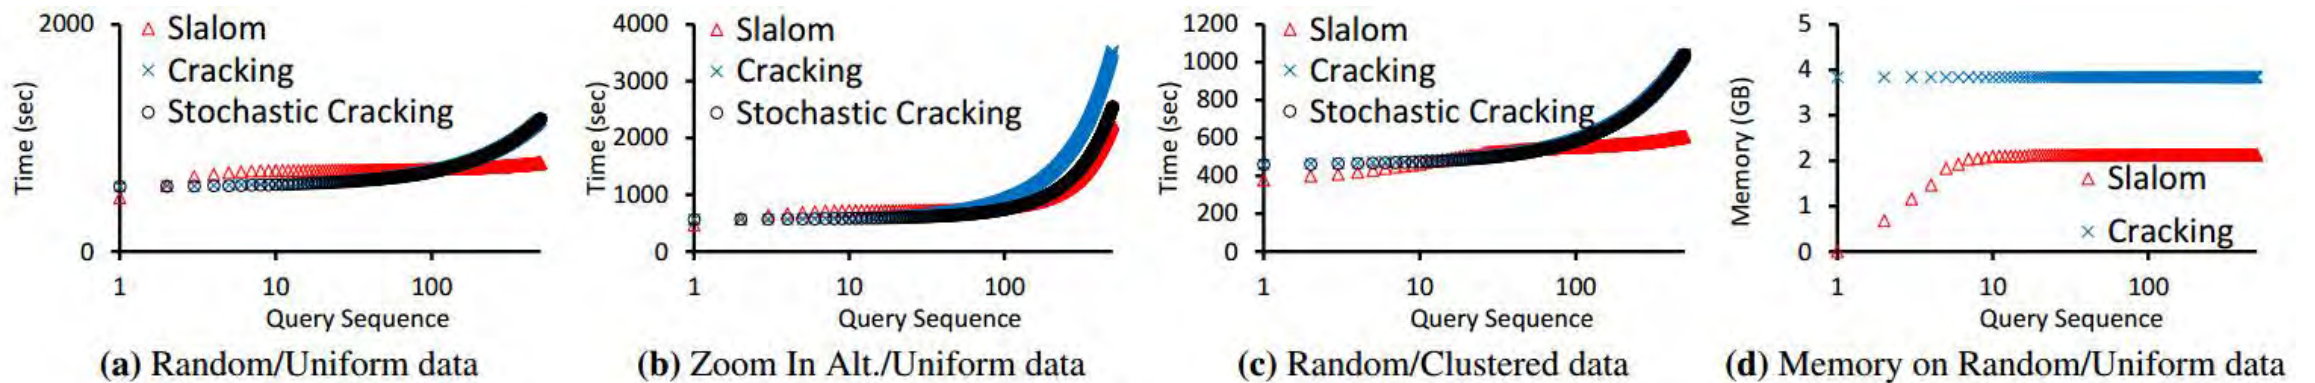 2000
0
Time (sec)
Slalom
Cracking
Stochastic Cracking
1 10 100
Query Sequence
(a) Random/Uniform data
4000
3000
2000
1000
0
Time (sec)
Slalom
Cracking
Stochastic Cracking
1 10 100
Query Sequence
(b) Zoom In Alt./Uniform data
1200
1000
800
600
400
200
0
Time (sec)
Slalom
Cracking
Stochastic Cracking
1 10 100
Query Sequence
(c) Random/Clustered data
5
4
3
2
1
0
Memory (GB)
Slalom
Cracking
1 10 100
Query Sequence
(d) Memory on Random/Uniform data